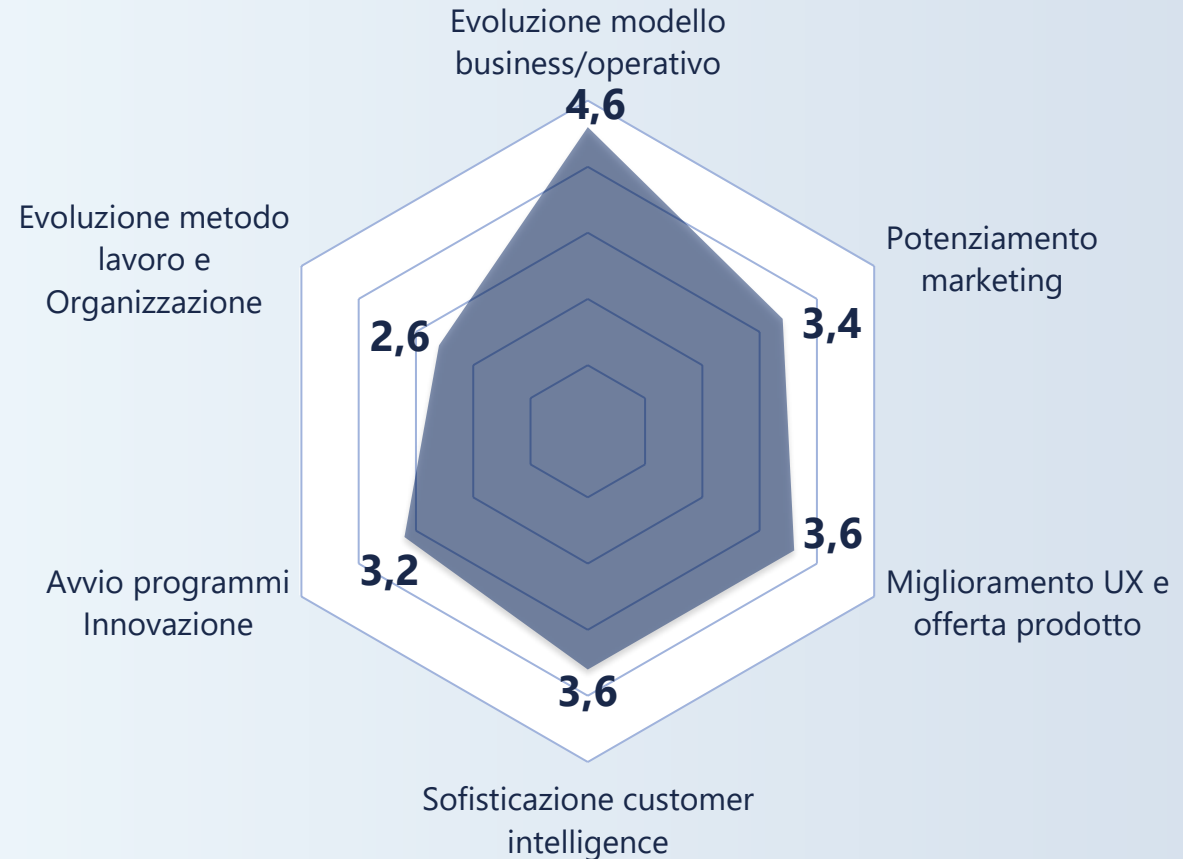 Evoluzione modello
business/operativo
4,6
Potenziamento
marketing
3,4
Miglioramento UX e
offerta prodotto
3,6
Sofisticazione customer
intelligence
3,6
Avvio programmi
Innovazione
3,2
Evoluzione metodo
lavoro e
Organizzazione
2,6